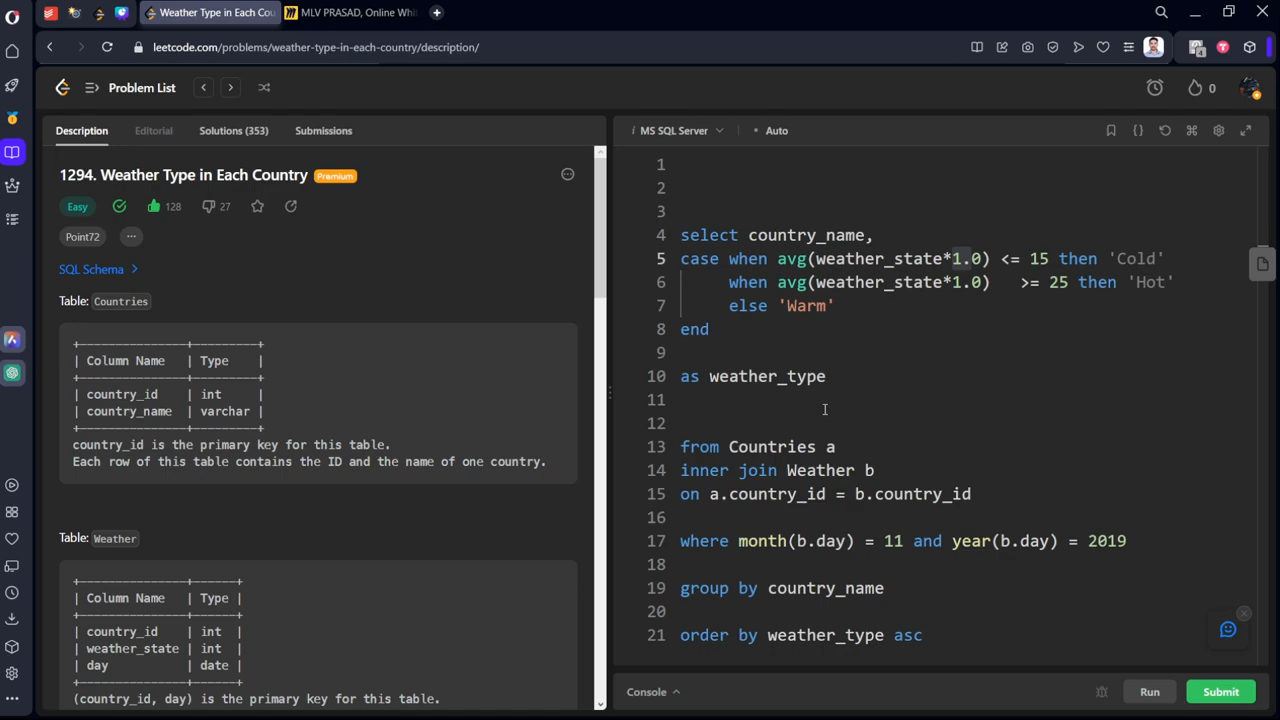 Weather Type in Each Cou
MLV PRASAD, Online Whit
leetcode.com/problems/weather-type-in-each-country/description/
Problem List
0
Description Editorial Solutions (353) Submissions
1294. Weather Type in Each Country Premium
Easy 128 27
Point72 ...
SQL Schema >
Table: Countries
+--------------+---------+
| Column Name | Type |
+--------------+---------+
| country_id | int |
| country_name | varchar |
+--------------+---------+
country_id is the primary key for this table.
Each row of this table contains the ID and the name of one country.
Table: Weather
+--------------+------+
| Column Name | Type |
+--------------+------+
| country_id | int |
| weather_state | int |
| day | date |
+--------------+------+
(country_id, day) is the primary key for this table.
i MS SQL Server • Auto
1
2
3
4 select country_name,
5 case when avg(weather_state*1.0) <= 15 then 'Cold'
6 when avg(weather_state*1.0) >= 25 then 'Hot'
7 else 'Warm'
8 end
9
10 as weather_type
11
12
13 from Countries a
14 inner join Weather b
15 on a.country_id = b.country_id
16
17 where month(b.day) = 11 and year(b.day) = 2019
18
19 group by country_name
20
21 order by weather_type asc
Console Run Submit